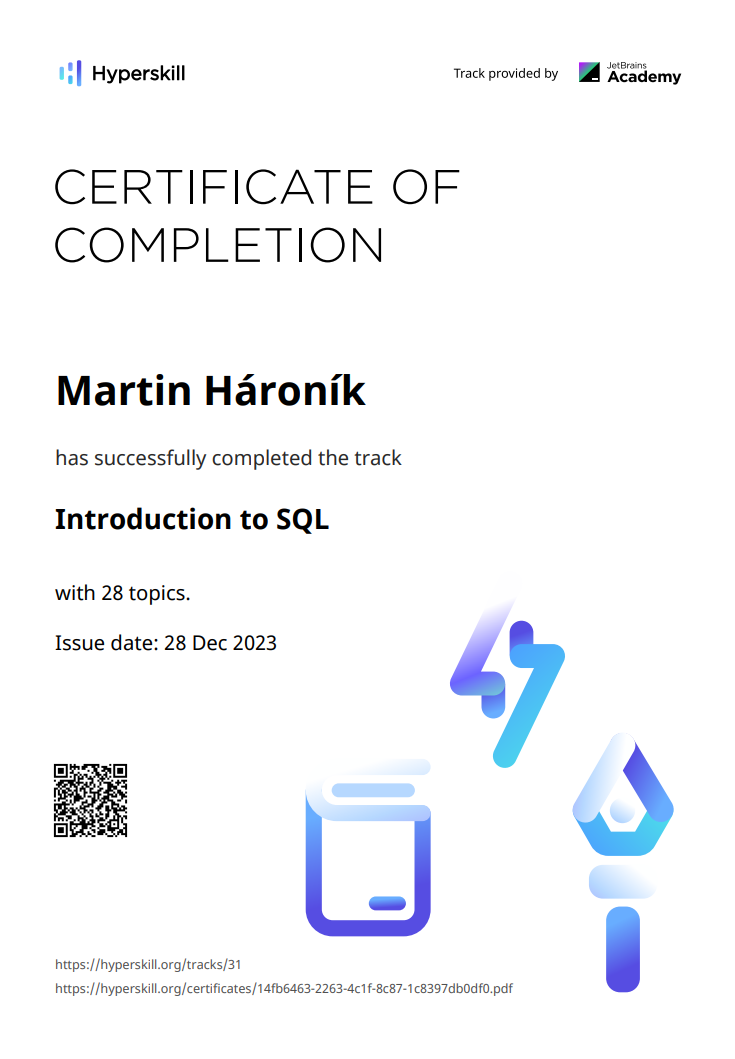 Hyperskill
Track provided by
JetBrains
Academy
CERTIFICATE OF
COMPLETION
Martin Hároník
has successfully completed the track
Introduction to SQL
with 28 topics.
Issue date: 28 Dec 2023
https://hyperskill.org/tracks/31
https://hyperskill.org/certificates/14fb6463-2263-4c1f-8c87-1c8397db0df0.pdf